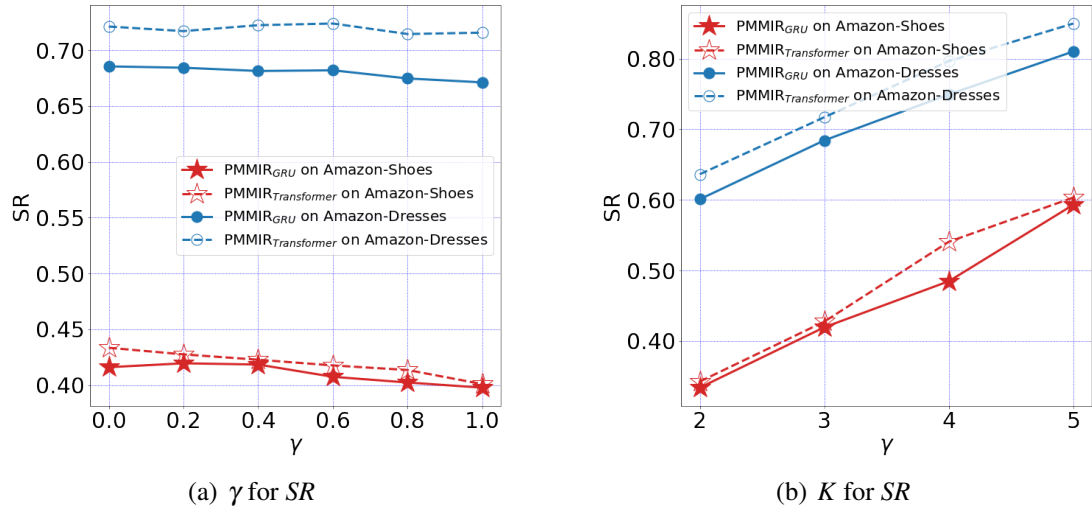 0.70
0.65
0.60
0.55
0.50
0.45
0.40
SR
PMMIR_GRU on Amazon-Shoes
PMMIR_Transformer on Amazon-Shoes
PMMIR_GRU on Amazon-Dresses
PMMIR_Transformer on Amazon-Dresses
0.0 0.2 0.4 0.6 0.8 1.0
γ
(a) γ for SR
0.80
0.70
0.60
0.50
0.40
SR
PMMIR_GRU on Amazon-Shoes
PMMIR_Transformer on Amazon-Shoes
PMMIR_GRU on Amazon-Dresses
PMMIR_Transformer on Amazon-Dresses
2 3 4 5
γ
(b) K for SR